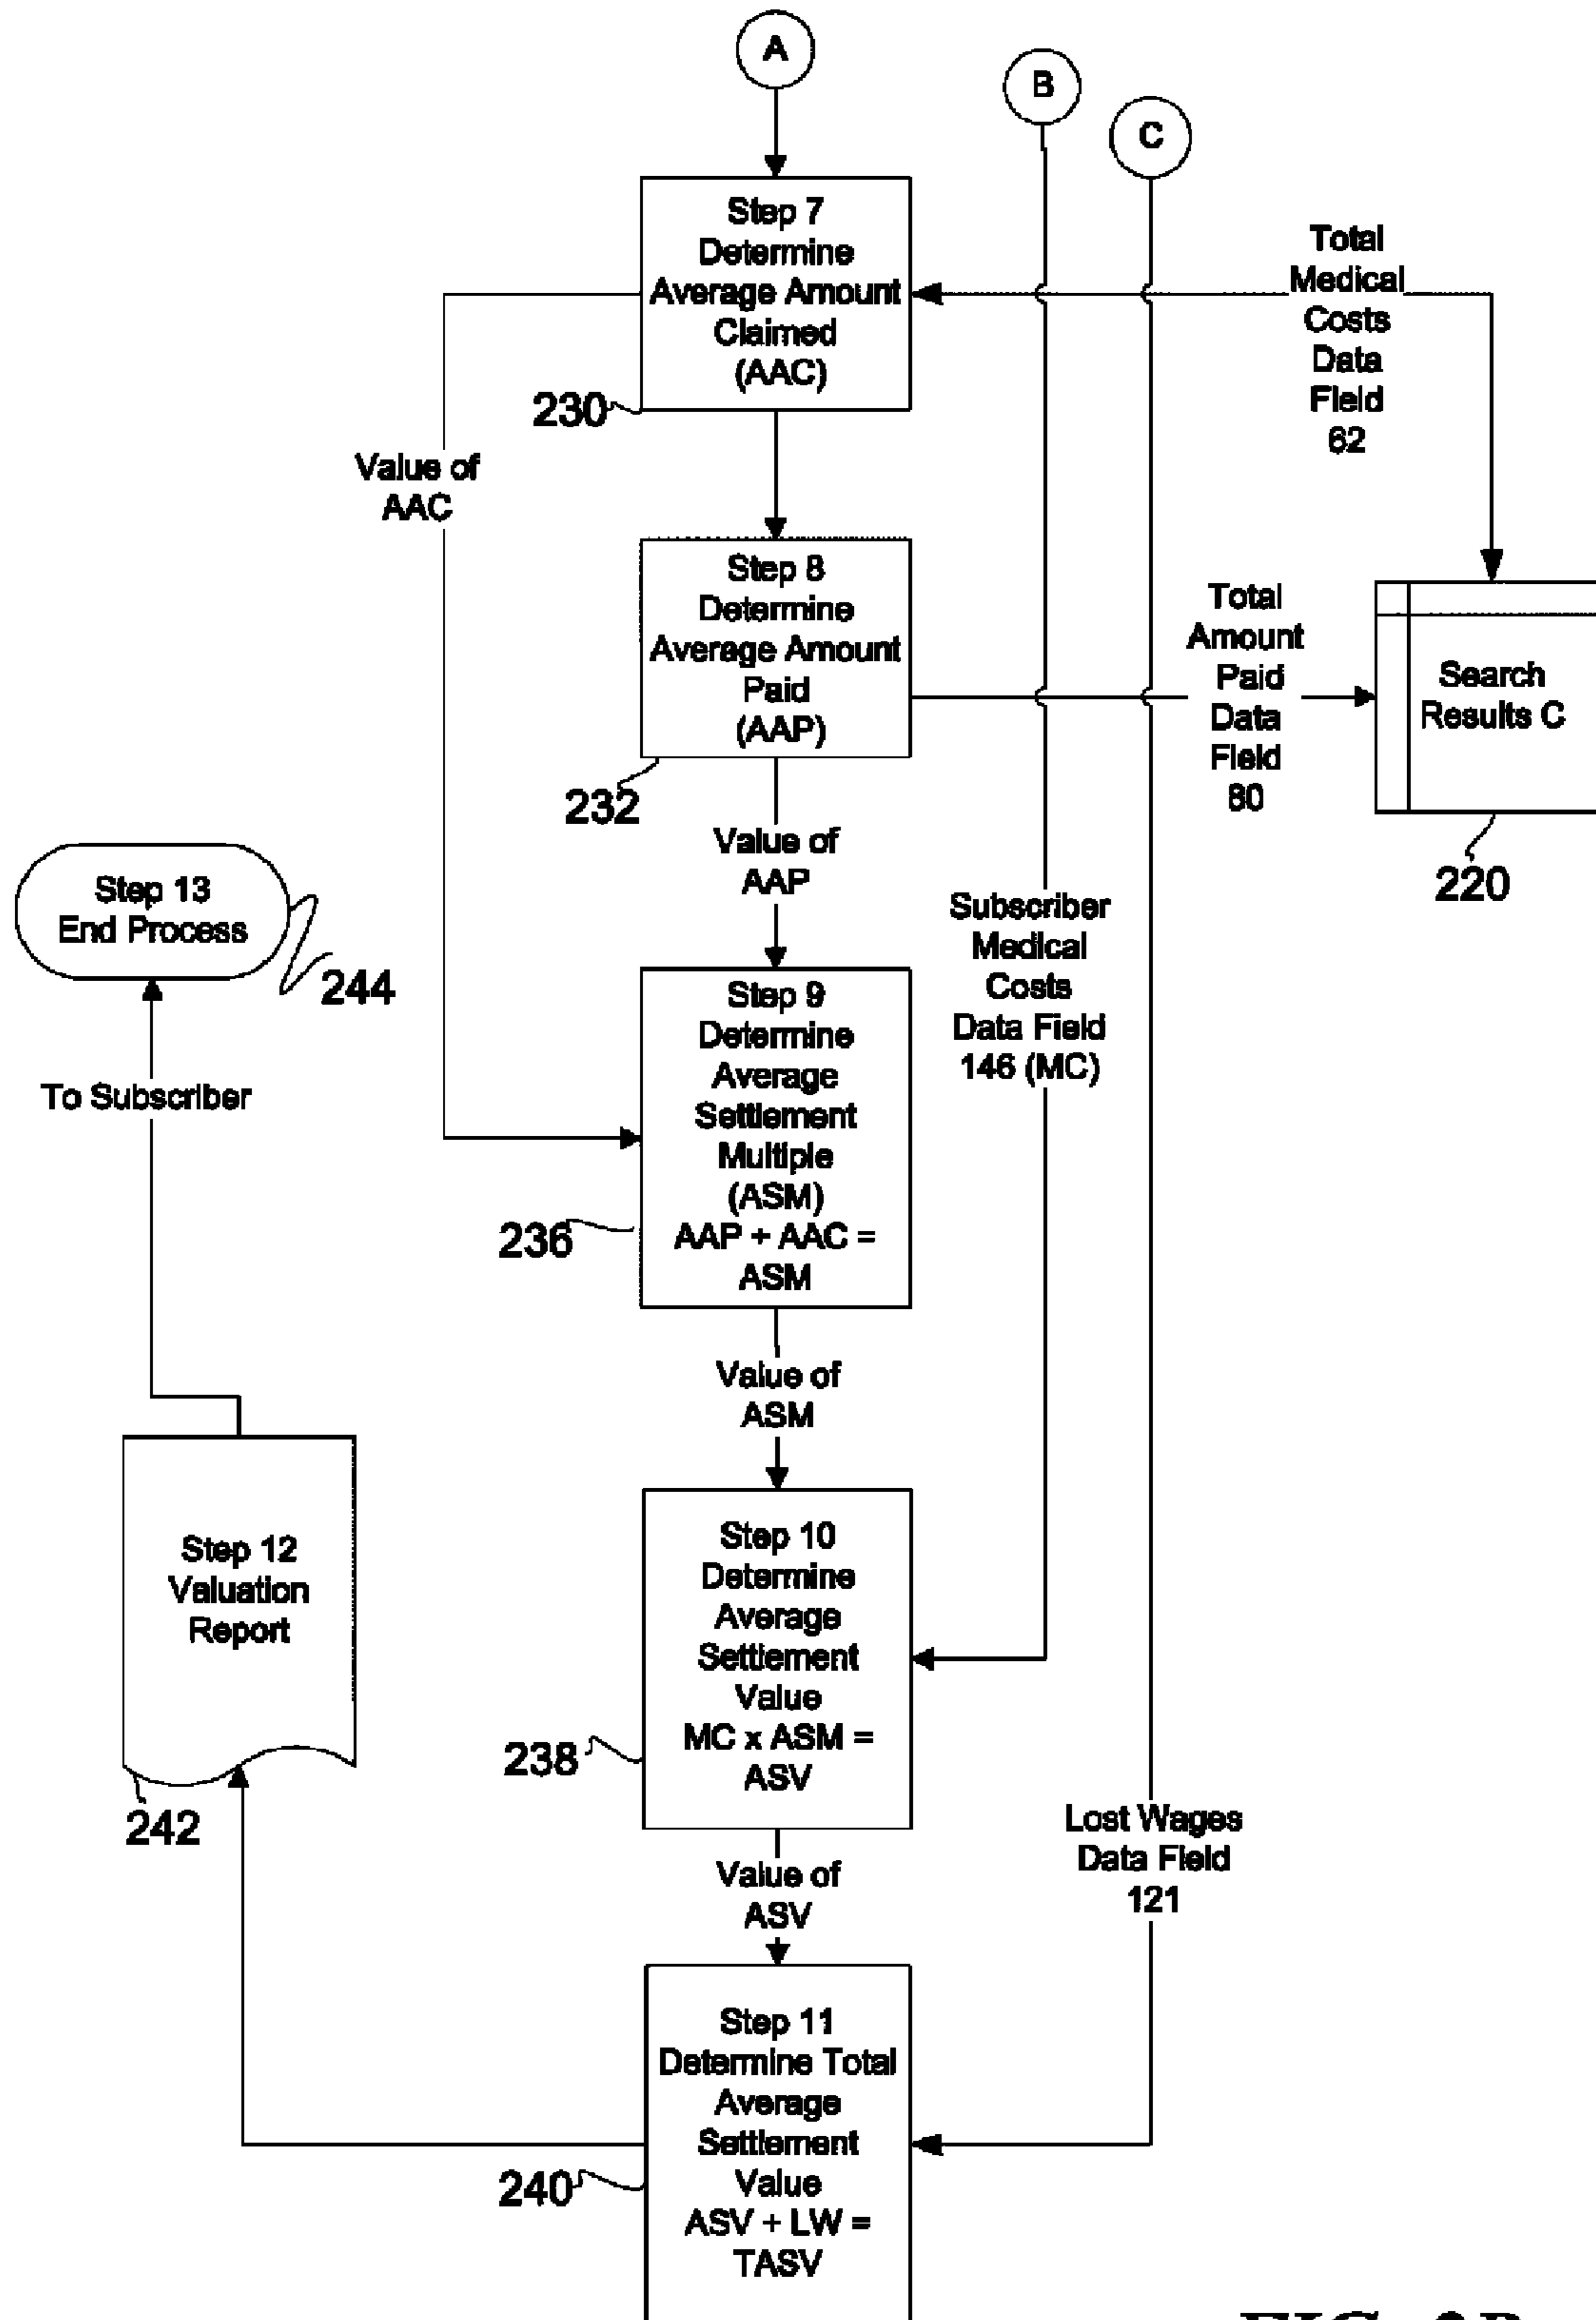 A
B
C
Step 7
Determine
Average Amount
Claimed
(AAC)
230
Total
Medical
Costs
Data
Field
62
Value of
AAC
Step 8
Determine
Average Amount
Paid
(AAP)
232
Total
Amount
Paid
Data
Field
80
Search
Results C
220
Value of
AAP
Step 13
End Process
244
Subscriber
Medical
Costs
Data Field
146 (MC)
To Subscriber
Step 9
Determine
Average
Settlement
Multiple
(ASM)
AAP + AAC =
ASM
236
Value of
ASM
Step 12
Valuation
Report
242
Step 10
Determine
Average
Settlement
Value
MC x ASM =
ASV
238
Lost Wages
Data Field
121
Value of
ASV
Step 11
Determine Total
Average
Settlement
Value
ASV + LW =
TASV
240